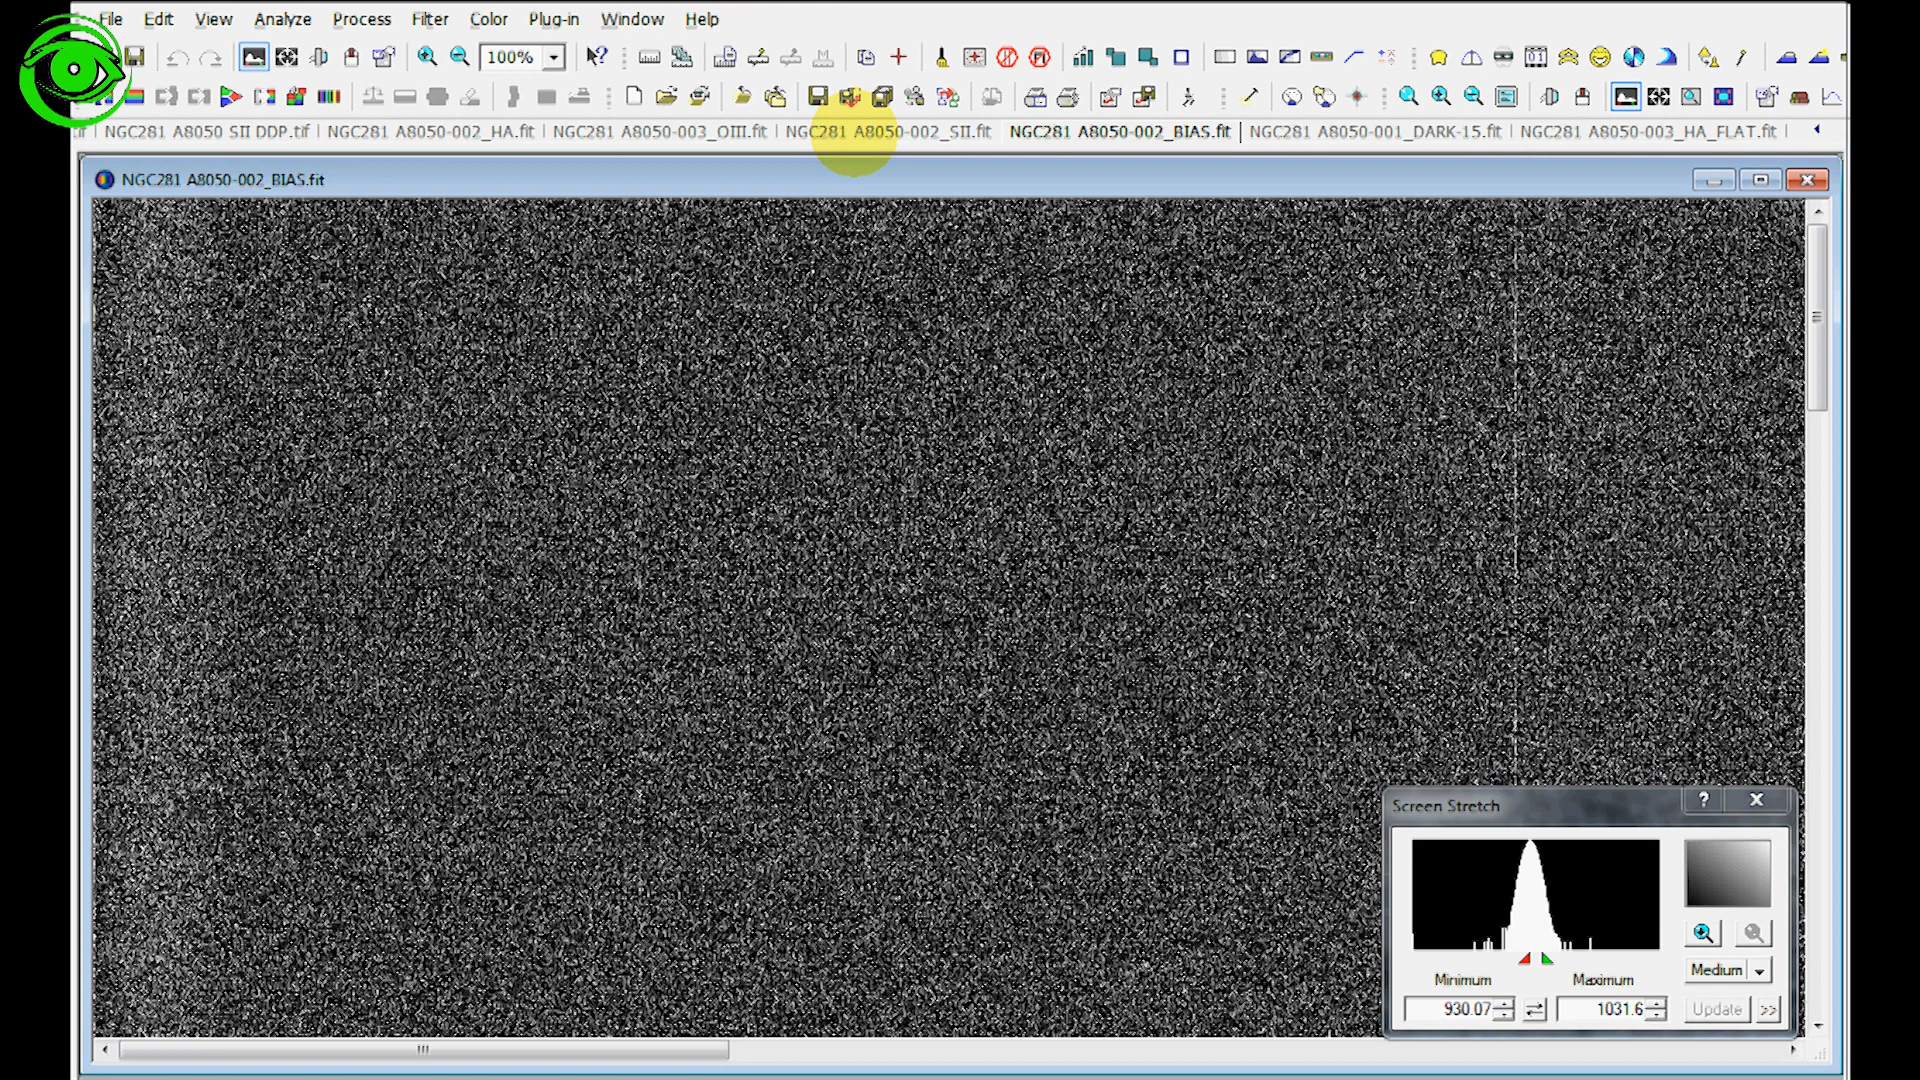 File Edit View Analyze Process Filter Color Plug-in Window Help
100%
NGC281 A8050 SII DDP.tif NGC281 A8050-002_HA.fit NGC281 A8050-003_OIII.fit NGC281 A8050-002_SII.fit NGC281 A8050-002_BIAS.fit NGC281 A8050-001_DARK-15.fit NGC281 A8050-003_HA_FLAT.fit
NGC281 A8050-002_BIAS.fit
Screen Stretch
Minimum Maximum Medium
930.07 1031.6 Update >>